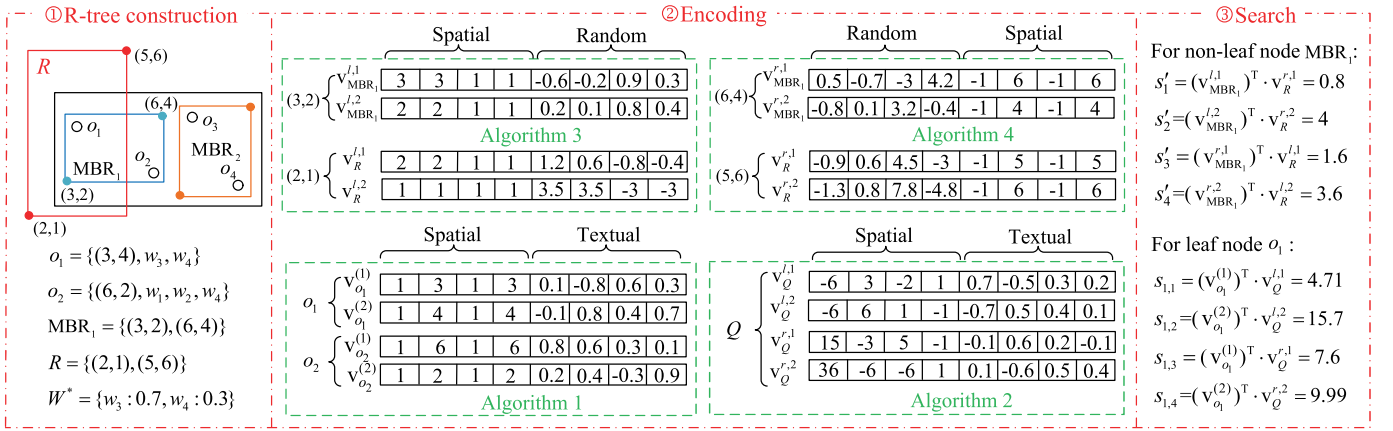 ①R-tree construction
R
(5,6)
(6,4)
o₁
o₃
MBR₁
o₂
MBR₂
o₄
(3,2)
(2,1)
o₁ = {(3,4), w₃, w₄}
o₂ = {(6,2), w₁, w₂, w₄}
MBR₁ = {(3,2),(6,4)}
R = {(2,1),(5,6)}
W* = {w₃ : 0.7, w₄ : 0.3}
②Encoding
Spatial Random
(3,2)
v^{l,1}_{MBR₁} 3 3 1 1 -0.6 -0.2 0.9 0.3
v^{l,2}_{MBR₁} 2 2 1 1 0.2 0.1 0.8 0.4
Algorithm 3
(2,1)
v^{l,1}_R 2 2 1 1 1.2 0.6 -0.8 -0.4
v^{l,2}_R 1 1 1 1 3.5 3.5 -3 -3
Random Spatial
(6,4)
v^{r,1}_{MBR₁} 0.5 -0.7 -3 4.2 -1 6 -1 6
v^{r,2}_{MBR₁} -0.8 0.1 3.2 -0.4 -1 4 -1 4
Algorithm 4
(5,6)
v^{r,1}_R -0.9 0.6 4.5 -3 -1 5 -1 5
v^{r,2}_R -1.3 0.8 7.8 -4.8 -1 6 -1 6
Spatial Textual
o₁
v^{(1)}_{o₁} 1 3 1 3 0.1 -0.8 0.6 0.3
v^{(2)}_{o₁} 1 4 1 4 -0.1 0.8 0.4 0.7
o₂
v^{(1)}_{o₂} 1 6 1 6 0.8 0.6 0.3 0.1
v^{(2)}_{o₂} 1 2 1 2 0.2 0.4 -0.3 0.9
Algorithm 1
Spatial Textual
Q
v^{l,1}_Q -6 3 -2 1 0.7 -0.5 0.3 0.2
v^{l,2}_Q -6 6 1 -1 -0.7 0.5 0.4 0.1
v^{r,1}_Q 15 -3 5 -1 -0.1 0.6 0.2 -0.1
v^{r,2}_Q 36 -6 -6 1 0.1 -0.6 0.5 0.4
Algorithm 2
③Search
For non-leaf node MBR₁:
s′₁ = (v^{l,1}_{MBR₁})^T · v^{r,1}_R = 0.8
s′₂ = (v^{l,2}_{MBR₁})^T · v^{r,2}_R = 4
s′₃ = (v^{r,1}_{MBR₁})^T · v^{l,1}_R = 1.6
s′₄ = (v^{r,2}_{MBR₁})^T · v^{l,2}_R = 3.6
For leaf node o₁ :
s₁,₁ = (v^{(1)}_{o₁})^T · v^{l,1}_Q = 4.71
s₁,₂ = (v^{(2)}_{o₁})^T · v^{l,2}_Q = 15.7
s₁,₃ = (v^{(1)}_{o₁})^T · v^{r,1}_Q = 7.6
s₁,₄ = (v^{(2)}_{o₁})^T · v^{r,2}_Q = 9.99